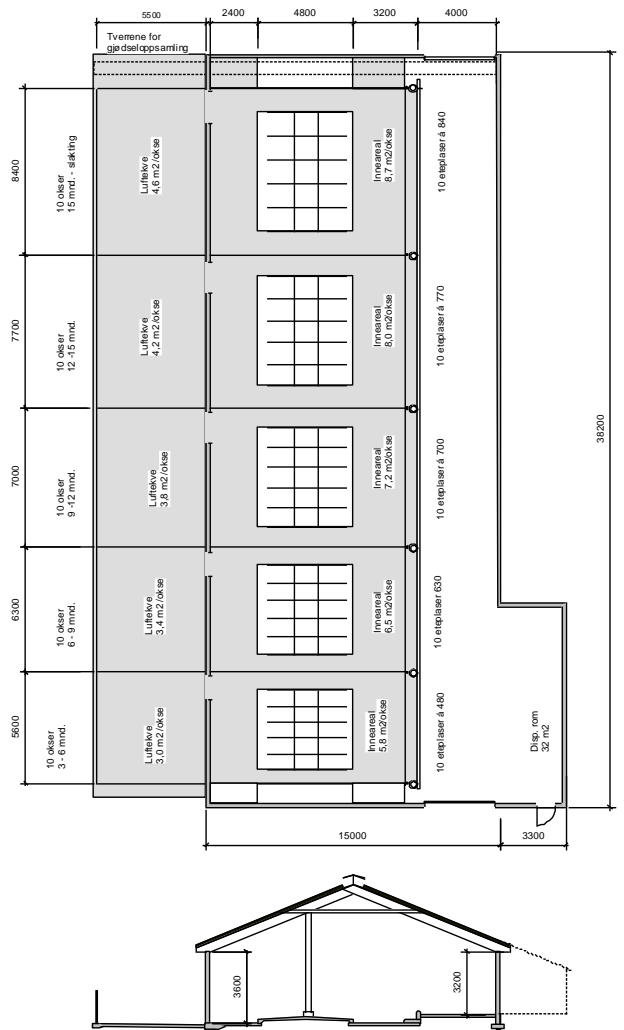 5500
2400
4800
3200
4000
Tverrene for
gjødseloppsamling
8400
10 okser
15 mnd. - slakting
Luftekve
4,6 m2/okse
Inneareal
8,7 m2/okse
10 eteplaser á 840
7700
10 okser
12 -15 mnd.
Luftekve
4,2 m2/okse
Inneareal
8,0 m2/okse
10 eteplaser á 770
7000
10 okser
9 -12 mnd.
Luftekve
3,8 m2/okse
Inneareal
7,2 m2/okse
10 eteplaser á 700
38200
6300
10 okser
6 - 9 mnd.
Luftekve
3,4 m2/okse
Inneareal
6,5 m2/okse
10 eteplaser 630
5600
10 okser
3 - 6 mnd.
Luftekve
3,0 m2/okse
Inneareal
5,8 m2/okse
10 eteplaser á 480
Disp. rom
32 m2
15000
3300
3600
3200